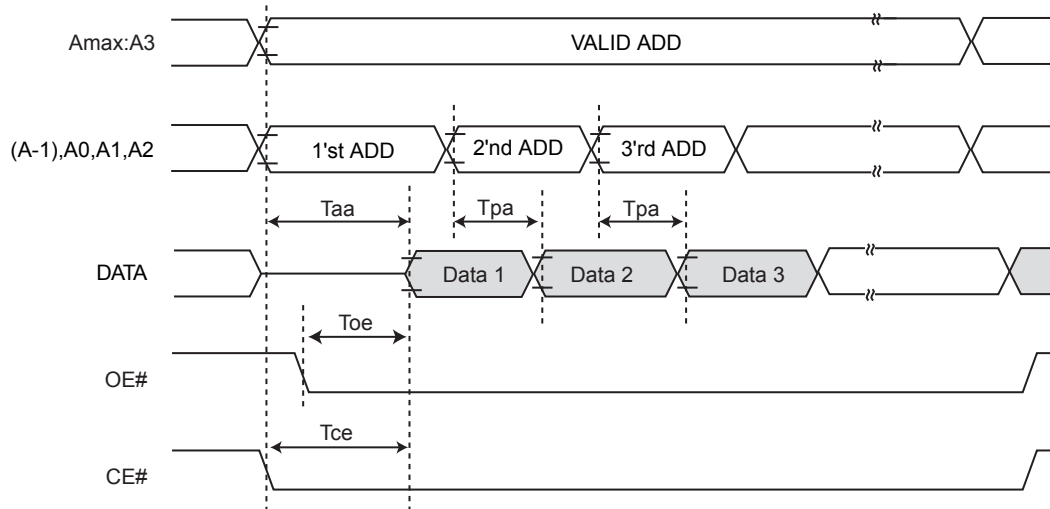 Amax:A3
VALID ADD
(A-1),A0,A1,A2
1'st ADD
2'nd ADD
3'rd ADD
Taa
Tpa
Tpa
DATA
Data 1
Data 2
Data 3
Toe
OE#
Tce
CE#